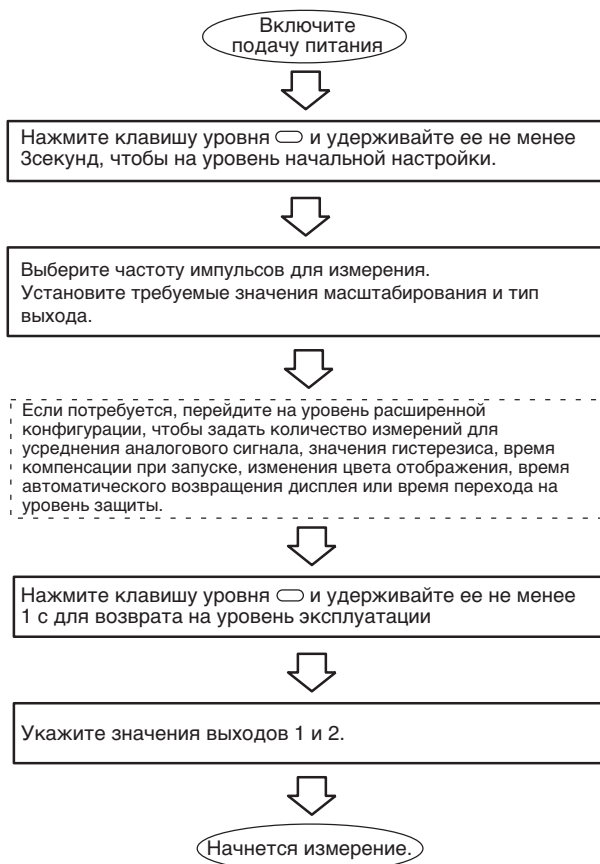 Включите
подачу питания
Нажмите клавишу уровня и удерживайте ее не менее
3секунд, чтобы на уровень начальной настройки.
Выберите частоту импульсов для измерения.
Установите требуемые значения масштабирования и тип
выхода.
Если потребуется, перейдите на уровень расширенной
конфигурации, чтобы задать количество измерений для
усреднения аналогового сигнала, значения гистерезиса, время
компенсации при запуске, изменения цвета отображения, время
автоматического возвращения дисплея или время перехода на
уровень защиты.
Нажмите клавишу уровня и удерживайте ее не менее
1 с для возврата на уровень эксплуатации
Укажите значения выходов 1 и 2.
Начнется измерение.